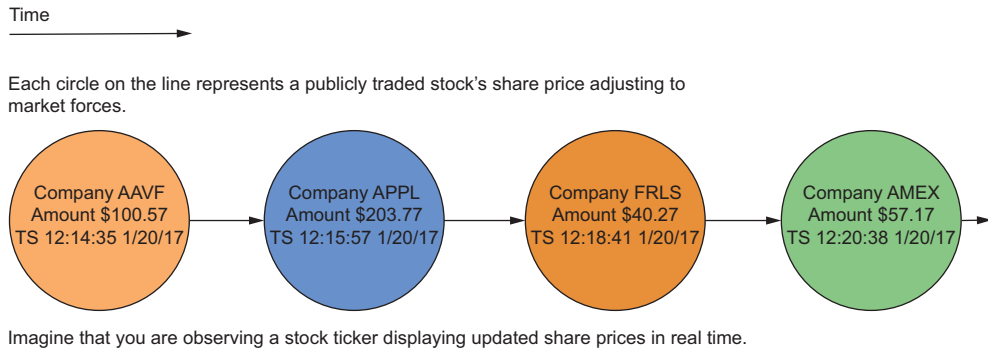 Time
Each circle on the line represents a publicly traded stock’s share price adjusting to
market forces.
Company AAVF
Amount $100.57
TS 12:14:35 1/20/17
Company APPL
Amount $203.77
TS 12:15:57 1/20/17
Company FRLS
Amount $40.27
TS 12:18:41 1/20/17
Company AMEX
Amount $57.17
TS 12:20:38 1/20/17
Imagine that you are observing a stock ticker displaying updated share prices in real time.